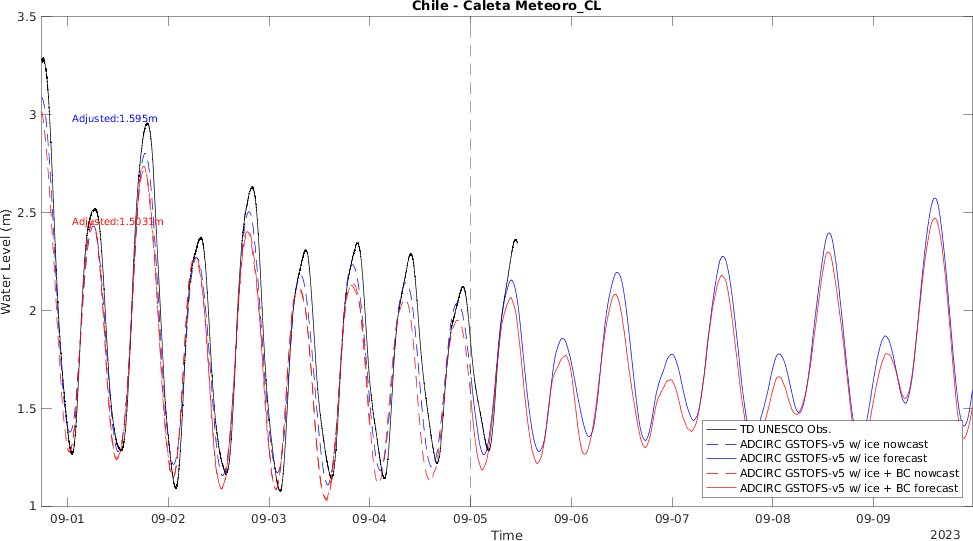 Chile - Caleta Meteoro_CL
3.5
3
2.5
2
1.5
1
Water Level (m)
Adjusted:1.595m
Adjusted:1.5031m
TD UNESCO Obs.
ADCIRC GSTOFS-v5 w/ ice nowcast
ADCIRC GSTOFS-v5 w/ ice forecast
ADCIRC GSTOFS-v5 w/ ice + BC nowcast
ADCIRC GSTOFS-v5 w/ ice + BC forecast
09-01 09-02 09-03 09-04 09-05 09-06 09-07 09-08 09-09
Time
2023